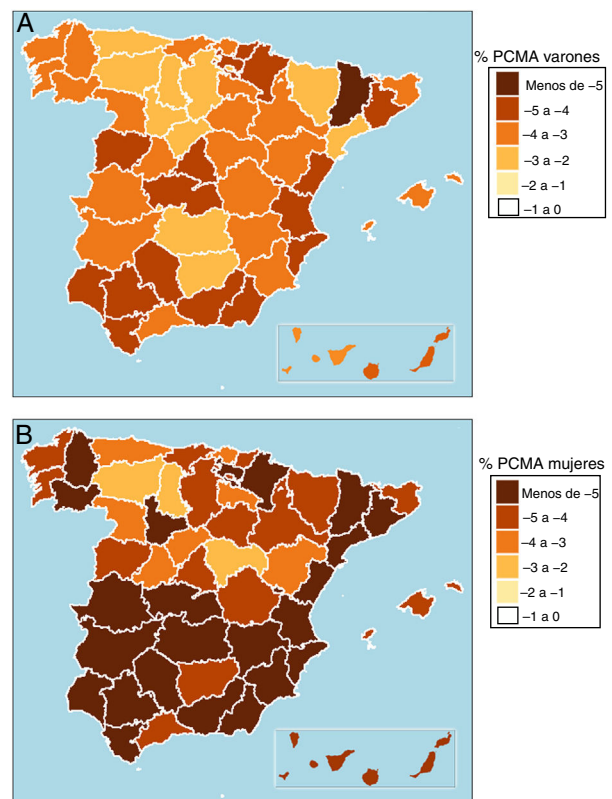 A
% PCMA varones
Menos de −5
−5 a −4
−4 a −3
−3 a −2
−2 a −1
−1 a 0
B
% PCMA mujeres
Menos de −5
−5 a −4
−4 a −3
−3 a −2
−2 a −1
−1 a 0